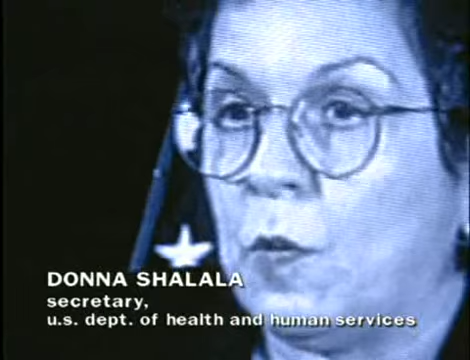 DONNA SHALALA
secretary,
u.s. dept. of health and human services